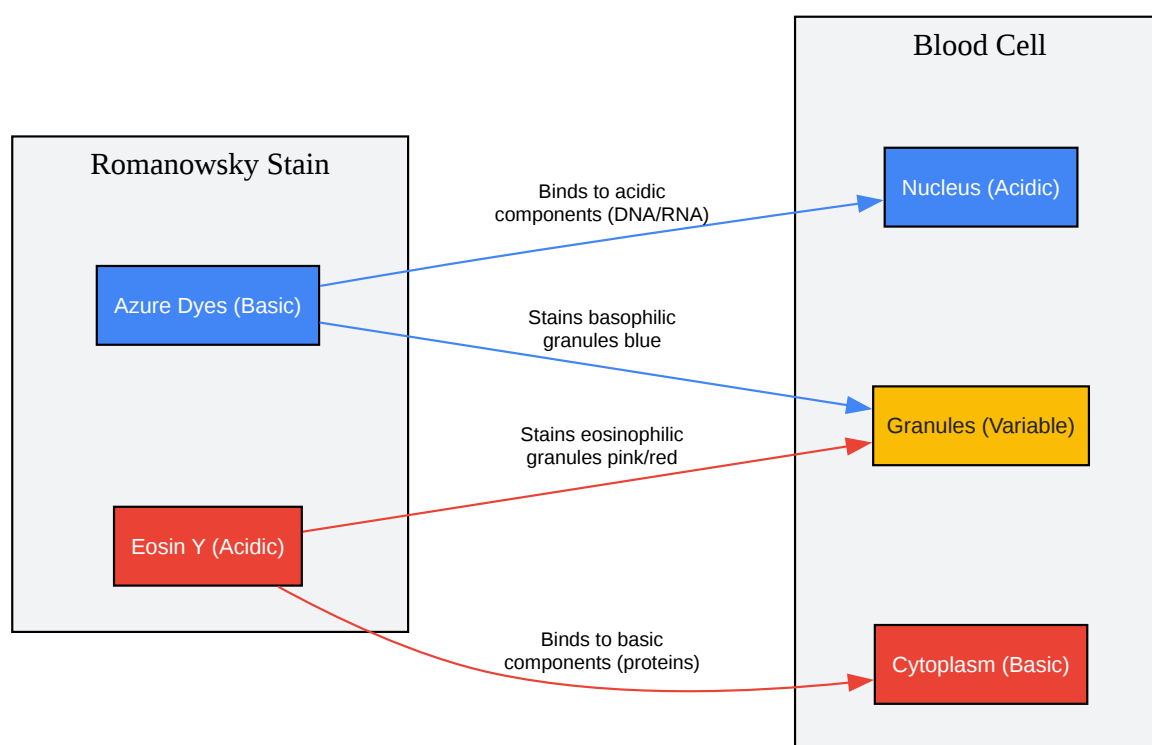 Romanowsky Stain
Azure Dyes (Basic)
Eosin Y (Acidic)
Binds to acidic
components (DNA/RNA)
Stains basophilic
granules blue
Stains eosinophilic
granules pink/red
Binds to basic
components (proteins)
Blood Cell
Nucleus (Acidic)
Granules (Variable)
Cytoplasm (Basic)